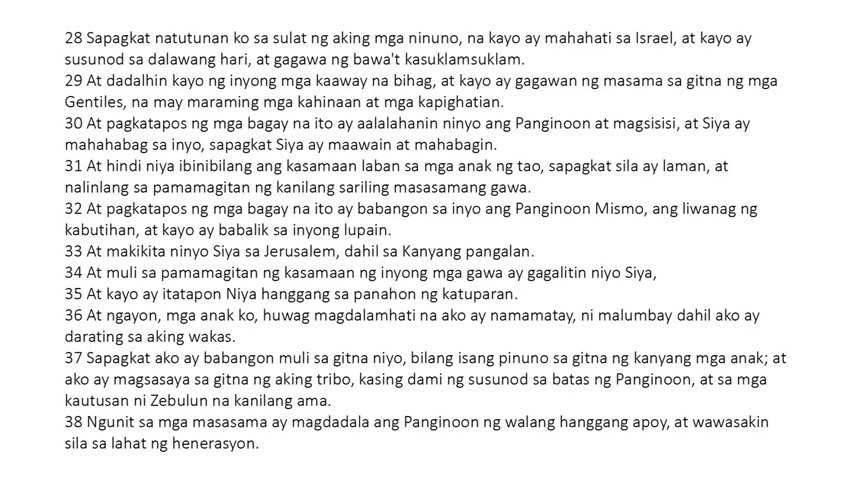 28 Sapagkat natutunan ko sa sulat ng aking mga ninuno, na kayo ay mahahati sa Israel, at kayo ay
susunod sa dalawang hari, at gagawa ng bawa't kasuklamsuklam.
29 At dadalhin kayo ng inyong mga kaaway na bihag, at kayo ay gagawan ng masama sa gitna ng mga
Gentiles, na may maraming mga kahinaan at mga kapighatian.
30 At pagkatapos ng mga bagay na ito ay aalalahanin ninyo ang Panginoon at magsisisi, at Siya ay
mahahabag sa inyo, sapagkat Siya ay maawain at mahabagin.
31 At hindi niya ibinibilang ang kasamaan laban sa mga anak ng tao, sapagkat sila ay laman, at
nalinlang sa pamamagitan ng kanilang sariling masasamang gawa.
32 At pagkatapos ng mga bagay na ito ay babangon sa inyo ang Panginoon Mismo, ang liwanag ng
kabutihan, at kayo ay babalik sa inyong lupain.
33 At makikita ninyo Siya sa Jerusalem, dahil sa Kanyang pangalan.
34 At muli sa pamamagitan ng kasamaan ng inyong mga gawa ay gagalitin niyo Siya,
35 At kayo ay itatapon Niya hanggang sa panahon ng katuparan.
36 At ngayon, mga anak ko, huwag magdalamhati na ako ay namamatay, ni malumbay dahil ako ay
darating sa aking wakas.
37 Sapagkat ako ay babangon muli sa gitna niyo, bilang isang pinuno sa gitna ng kanyang mga anak; at
ako ay magsasaya sa gitna ng aking tribo, kasing dami ng susunod sa batas ng Panginoon, at sa mga
kautusan ni Zebulun na kanilang ama.
38 Ngunit sa mga masasama ay magdadala ang Panginoon ng walang hanggang apoy, at wawasakin
sila sa lahat ng henerasyon.